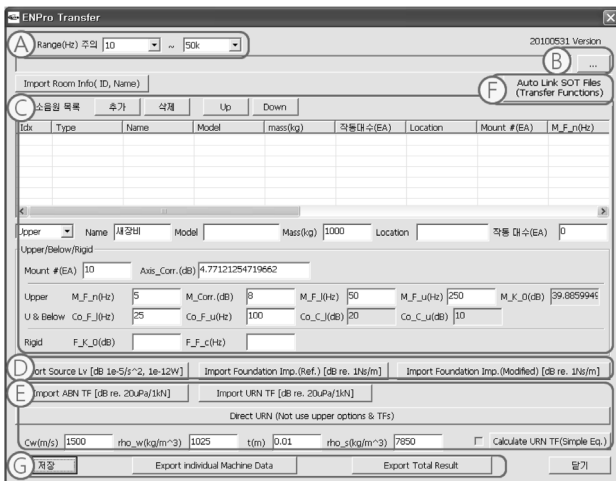 ENPro Transfer
A Range(Hz) 주의 10 ~ 50k 20100531 Version
B ...
Import Room Info( ID, Name)
F Auto Link SOT Files
(Transfer Functions)
C 소음원 목록 추가 삭제 Up Down
Idx Type Name Model mass(kg) 작동대수(EA) Location Mount #(EA) M_F_n(Hz)
Upper Name 새장비 Model Mass(kg) 1000 Location 작동 대수(EA) 0
Upper/Below/Rigid
Mount #(EA) 10 Axis_Corr.(dB) 4.77121254719662
Upper M_F_n(Hz) 5 M_Corr.(dB) 8 M_F_l(Hz) 50 M_F_u(Hz) 250 M_K_0(dB) 39.8859949
U & Below Co_F_l(Hz) 25 Co_F_u(Hz) 100 Co_C_l(dB) 20 Co_C_u(dB) 10
Rigid F_K_0(dB) F_F_c(Hz)
D ort Source Lv [dB 1e-5/s^2, 1e-12W] Import Foundation Imp.(Ref.) [dB re. 1Ns/m] Import Foundation Imp.(Modified) [dB re. 1Ns/m]
E Import ABN TF [dB re. 20uPa/1kN] Import URN TF [dB re. 20uPa/1kN]
Direct URN (Not use upper options & TFs)
Cw(m/s) 1500 rho_w(kg/m^3) 1025 t(m) 0.01 rho_s(kg/m^3) 7850 Calculate URN TF(Simple Eq.)
G 저장 Export individual Machine Data Export Total Result 닫기